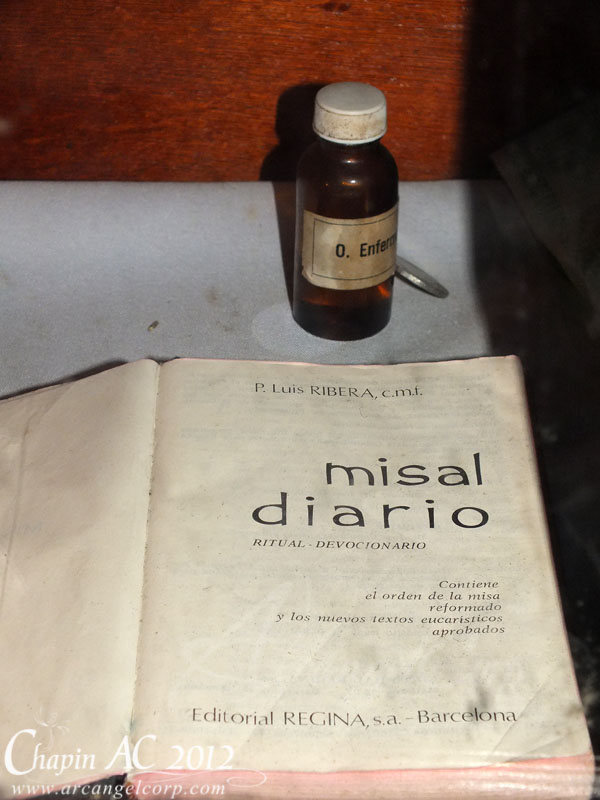 O. Enferm
P. Luis RIBERA, c.m.f.
misal
diario
RITUAL - DEVOCIONARIO
Contiene
el orden de la misa
reformado
y los nuevos textos eucarísticos
aprobados
Editorial REGINA, s.a. - Barcelona
Chapin AC 2012
www.arcangelcorp.com